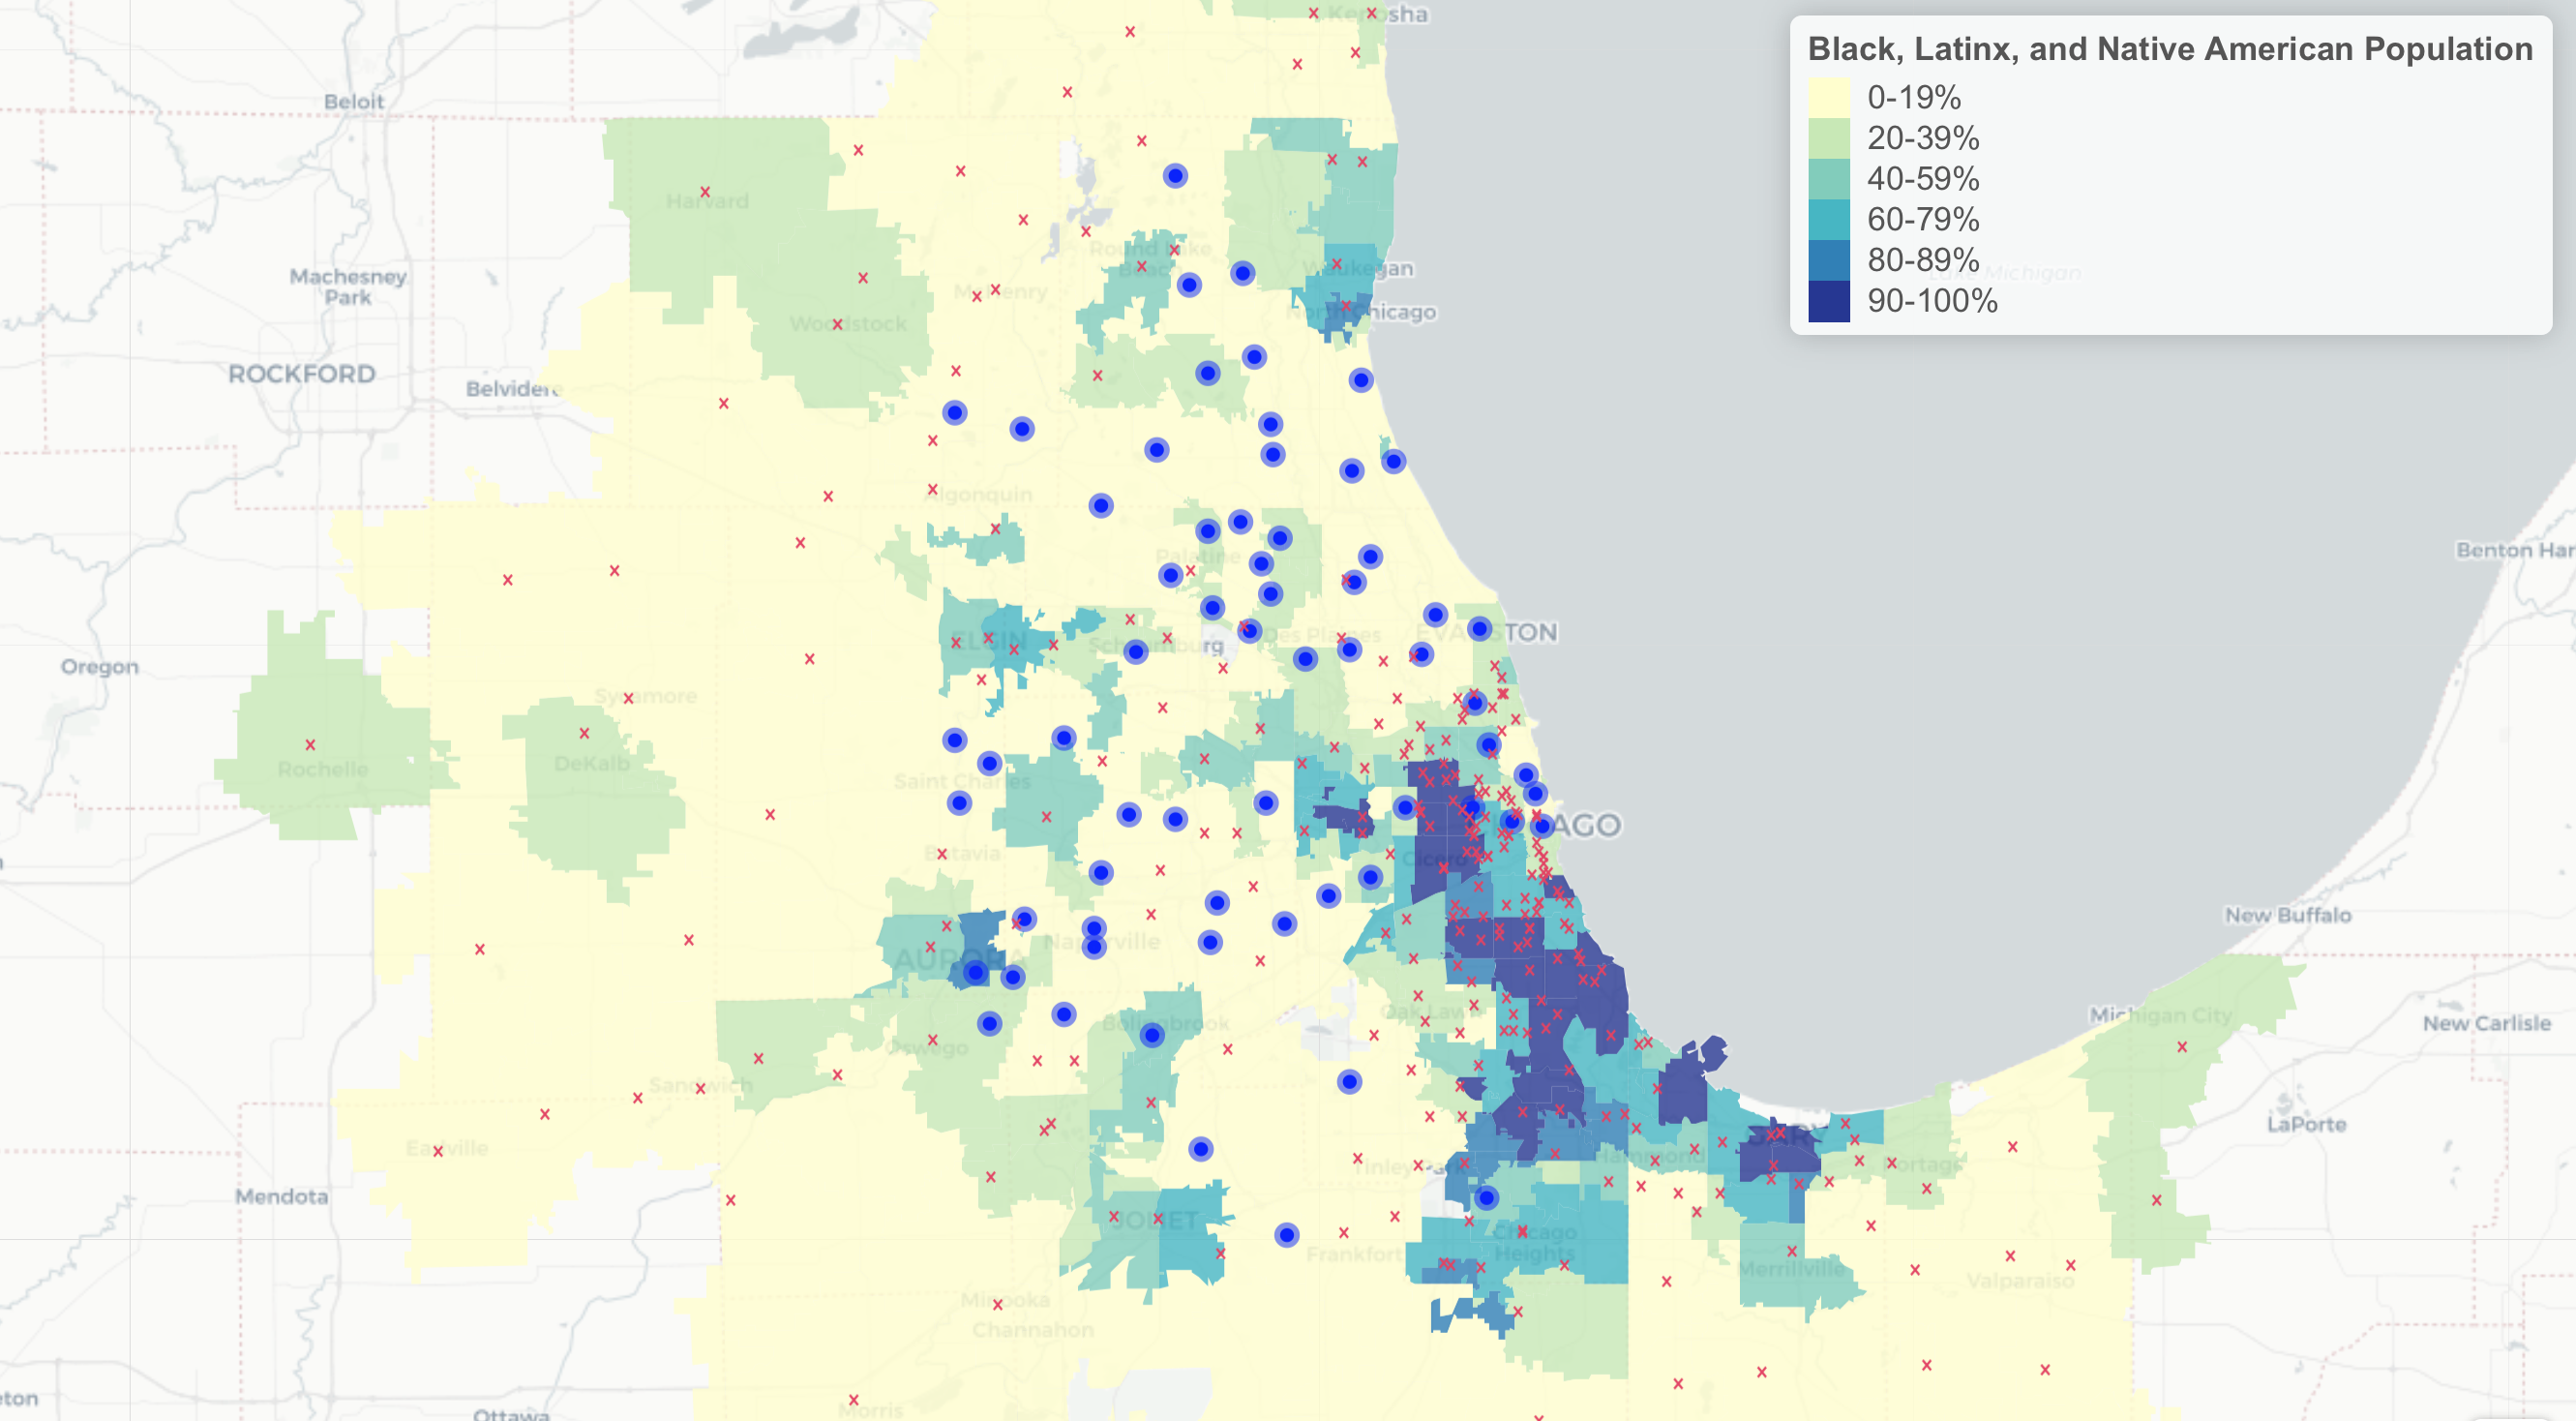 Kenosha
Black, Latinx, and Native American Population
0-19%
20-39%
40-59%
60-79%
80-89%
90-100%
Beloit
Harvard
Machesney
Park
Round Lake
Beach
Waukegan
Lake Michigan
McHenry
North Chicago
Woodstock
ROCKFORD
Belvidere
Algonquin
Palatine
Benton Har
ELGIN
Schaumburg
Des Plaines
EVANSTON
Oregon
Sycamore
Rochelle
DeKalb
Saint Charles
CHICAGO
Batavia
Cicero
New Buffalo
AURORA
Naperville
Oak Lawn
Bolingbrook
Michigan City
New Carlisle
Oswego
Sandwich
LaPorte
Earlville
GARY
Hammond
Portage
Tinley Park
Mendota
JOLIET
Chicago
Heights
Frankfort
Merrillville
Valparaiso
Minooka
Channahon
eton
Morris
Ottawa